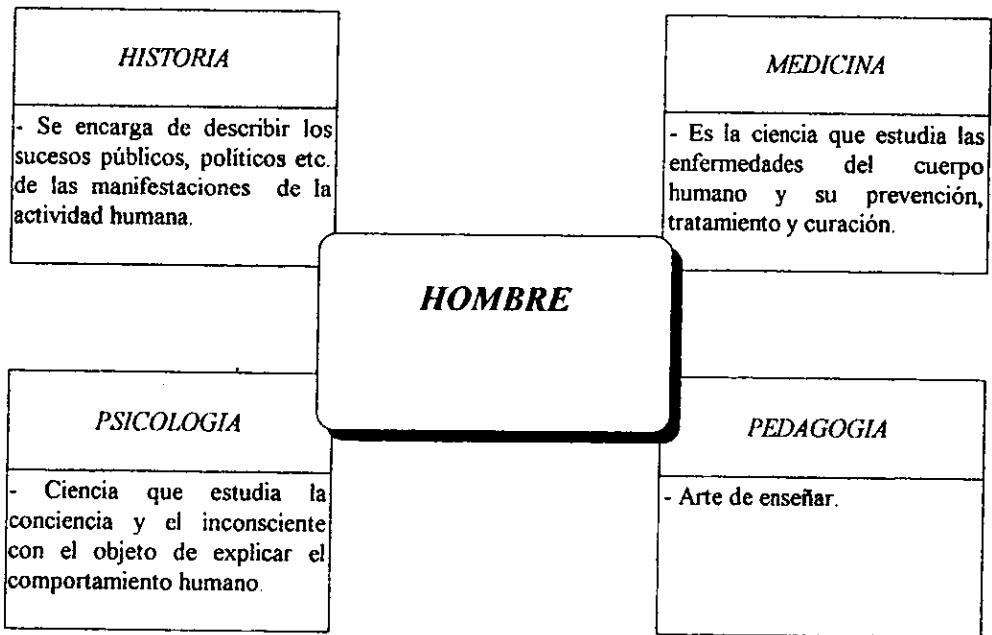 HISTORIA
- Se encarga de describir los
sucesos públicos, políticos etc.
de las manifestaciones de la
actividad humana.
MEDICINA
- Es la ciencia que estudia las
enfermedades del cuerpo
humano y su prevención,
tratamiento y curación.
HOMBRE
PSICOLOGIA
- Ciencia que estudia la
conciencia y el inconsciente
con el objeto de explicar el
comportamiento humano.
PEDAGOGIA
- Arte de enseñar.